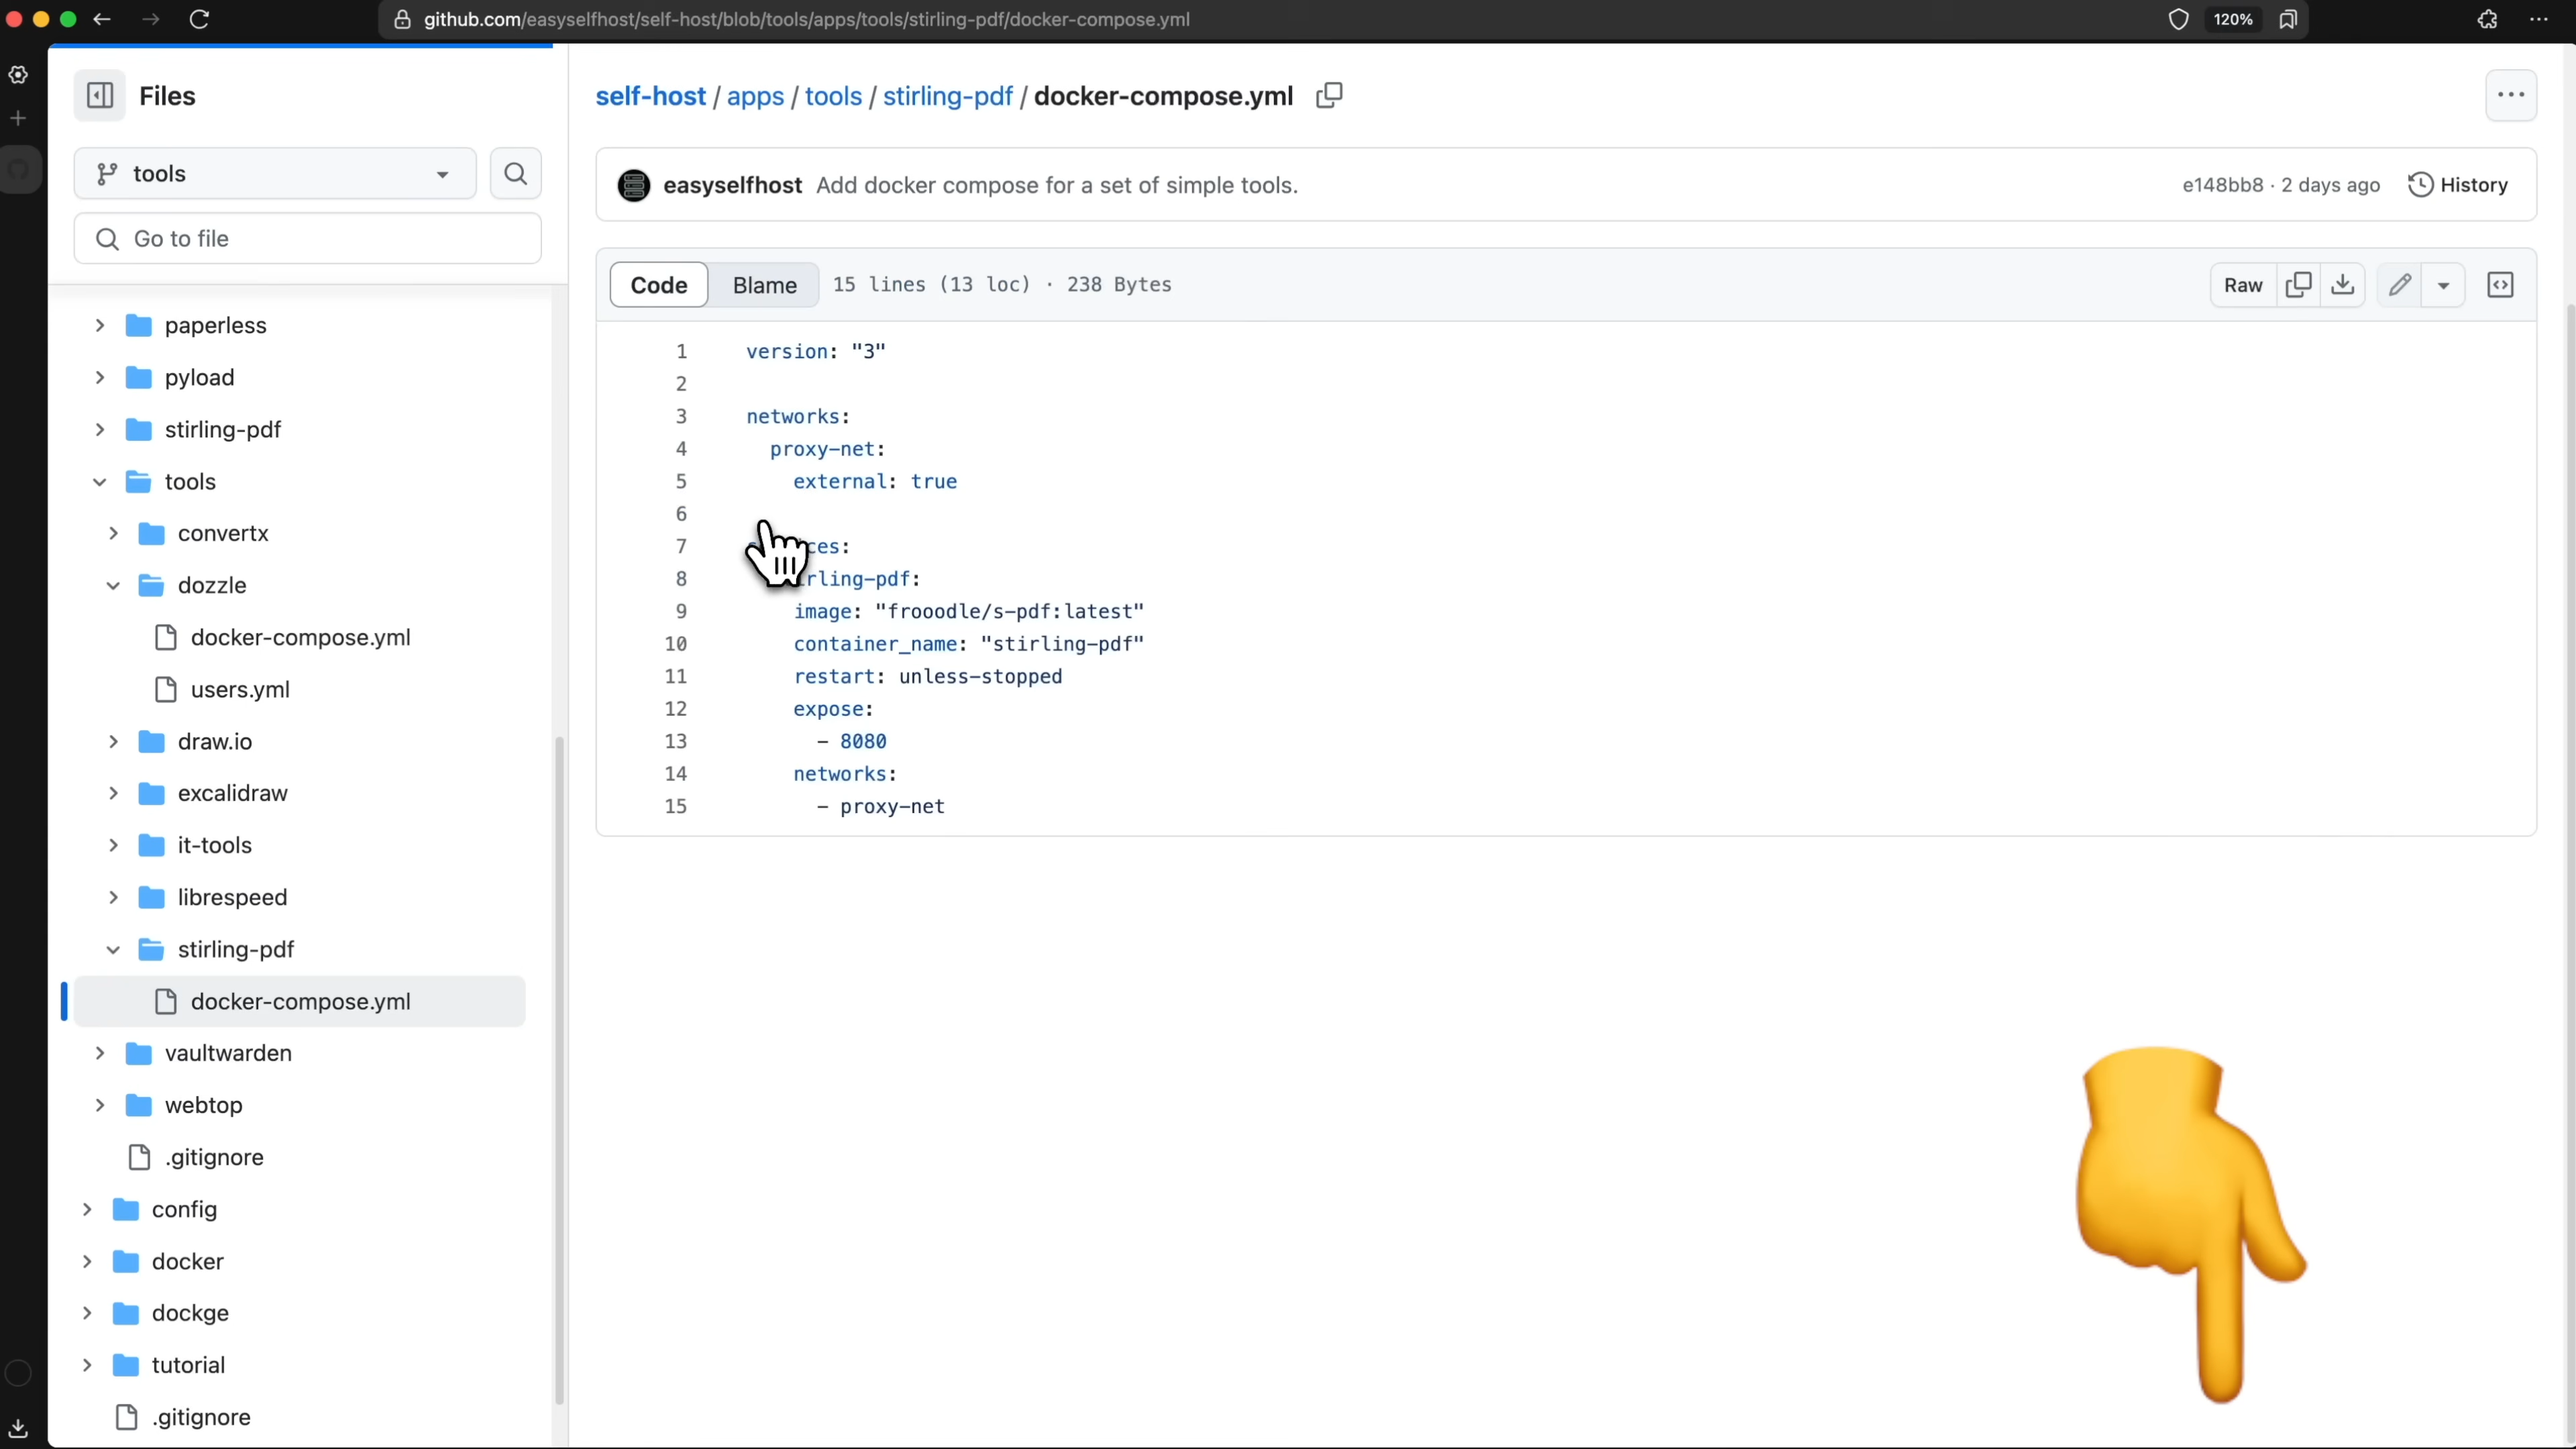 github.com/easyselfhost/self-host/blob/tools/apps/tools/stirling-pdf/docker-compose.yml
120%
Files
tools
Go to file
paperless
pyload
stirling-pdf
tools
convertx
dozzle
docker-compose.yml
users.yml
draw.io
excalidraw
it-tools
librespeed
stirling-pdf
docker-compose.yml
vaultwarden
webtop
.gitignore
config
docker
dockge
tutorial
.gitignore
self-host / apps / tools / stirling-pdf / docker-compose.yml
easyselfhost Add docker compose for a set of simple tools.
e148bb8 · 2 days ago
History
Code
Blame
15 lines (13 loc) · 238 Bytes
Raw
1 version: "3"
2
3 networks:
4 proxy-net:
5 external: true
6
7 ces:
8 rling-pdf:
9 image: "frooodle/s-pdf:latest"
10 container_name: "stirling-pdf"
11 restart: unless-stopped
12 expose:
13 - 8080
14 networks:
15 - proxy-net